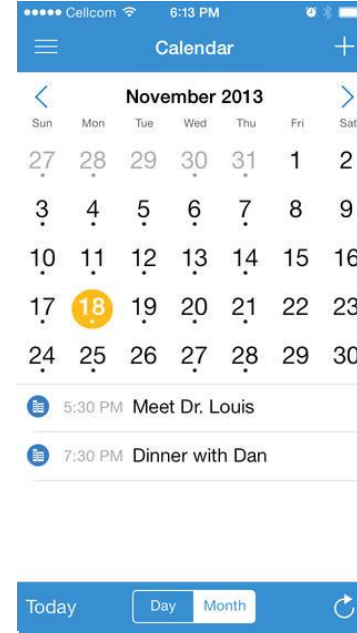 Cellcom 6:13 PM
Calendar
November 2013
Sun Mon Tue Wed Thu Fri Sat
27 28 29 30 31 1 2
3 4 5 6 7 8 9
10 11 12 13 14 15 16
17 18 19 20 21 22 23
24 25 26 27 28 29 30
5:30 PM Meet Dr. Louis
7:30 PM Dinner with Dan
Today Day Month